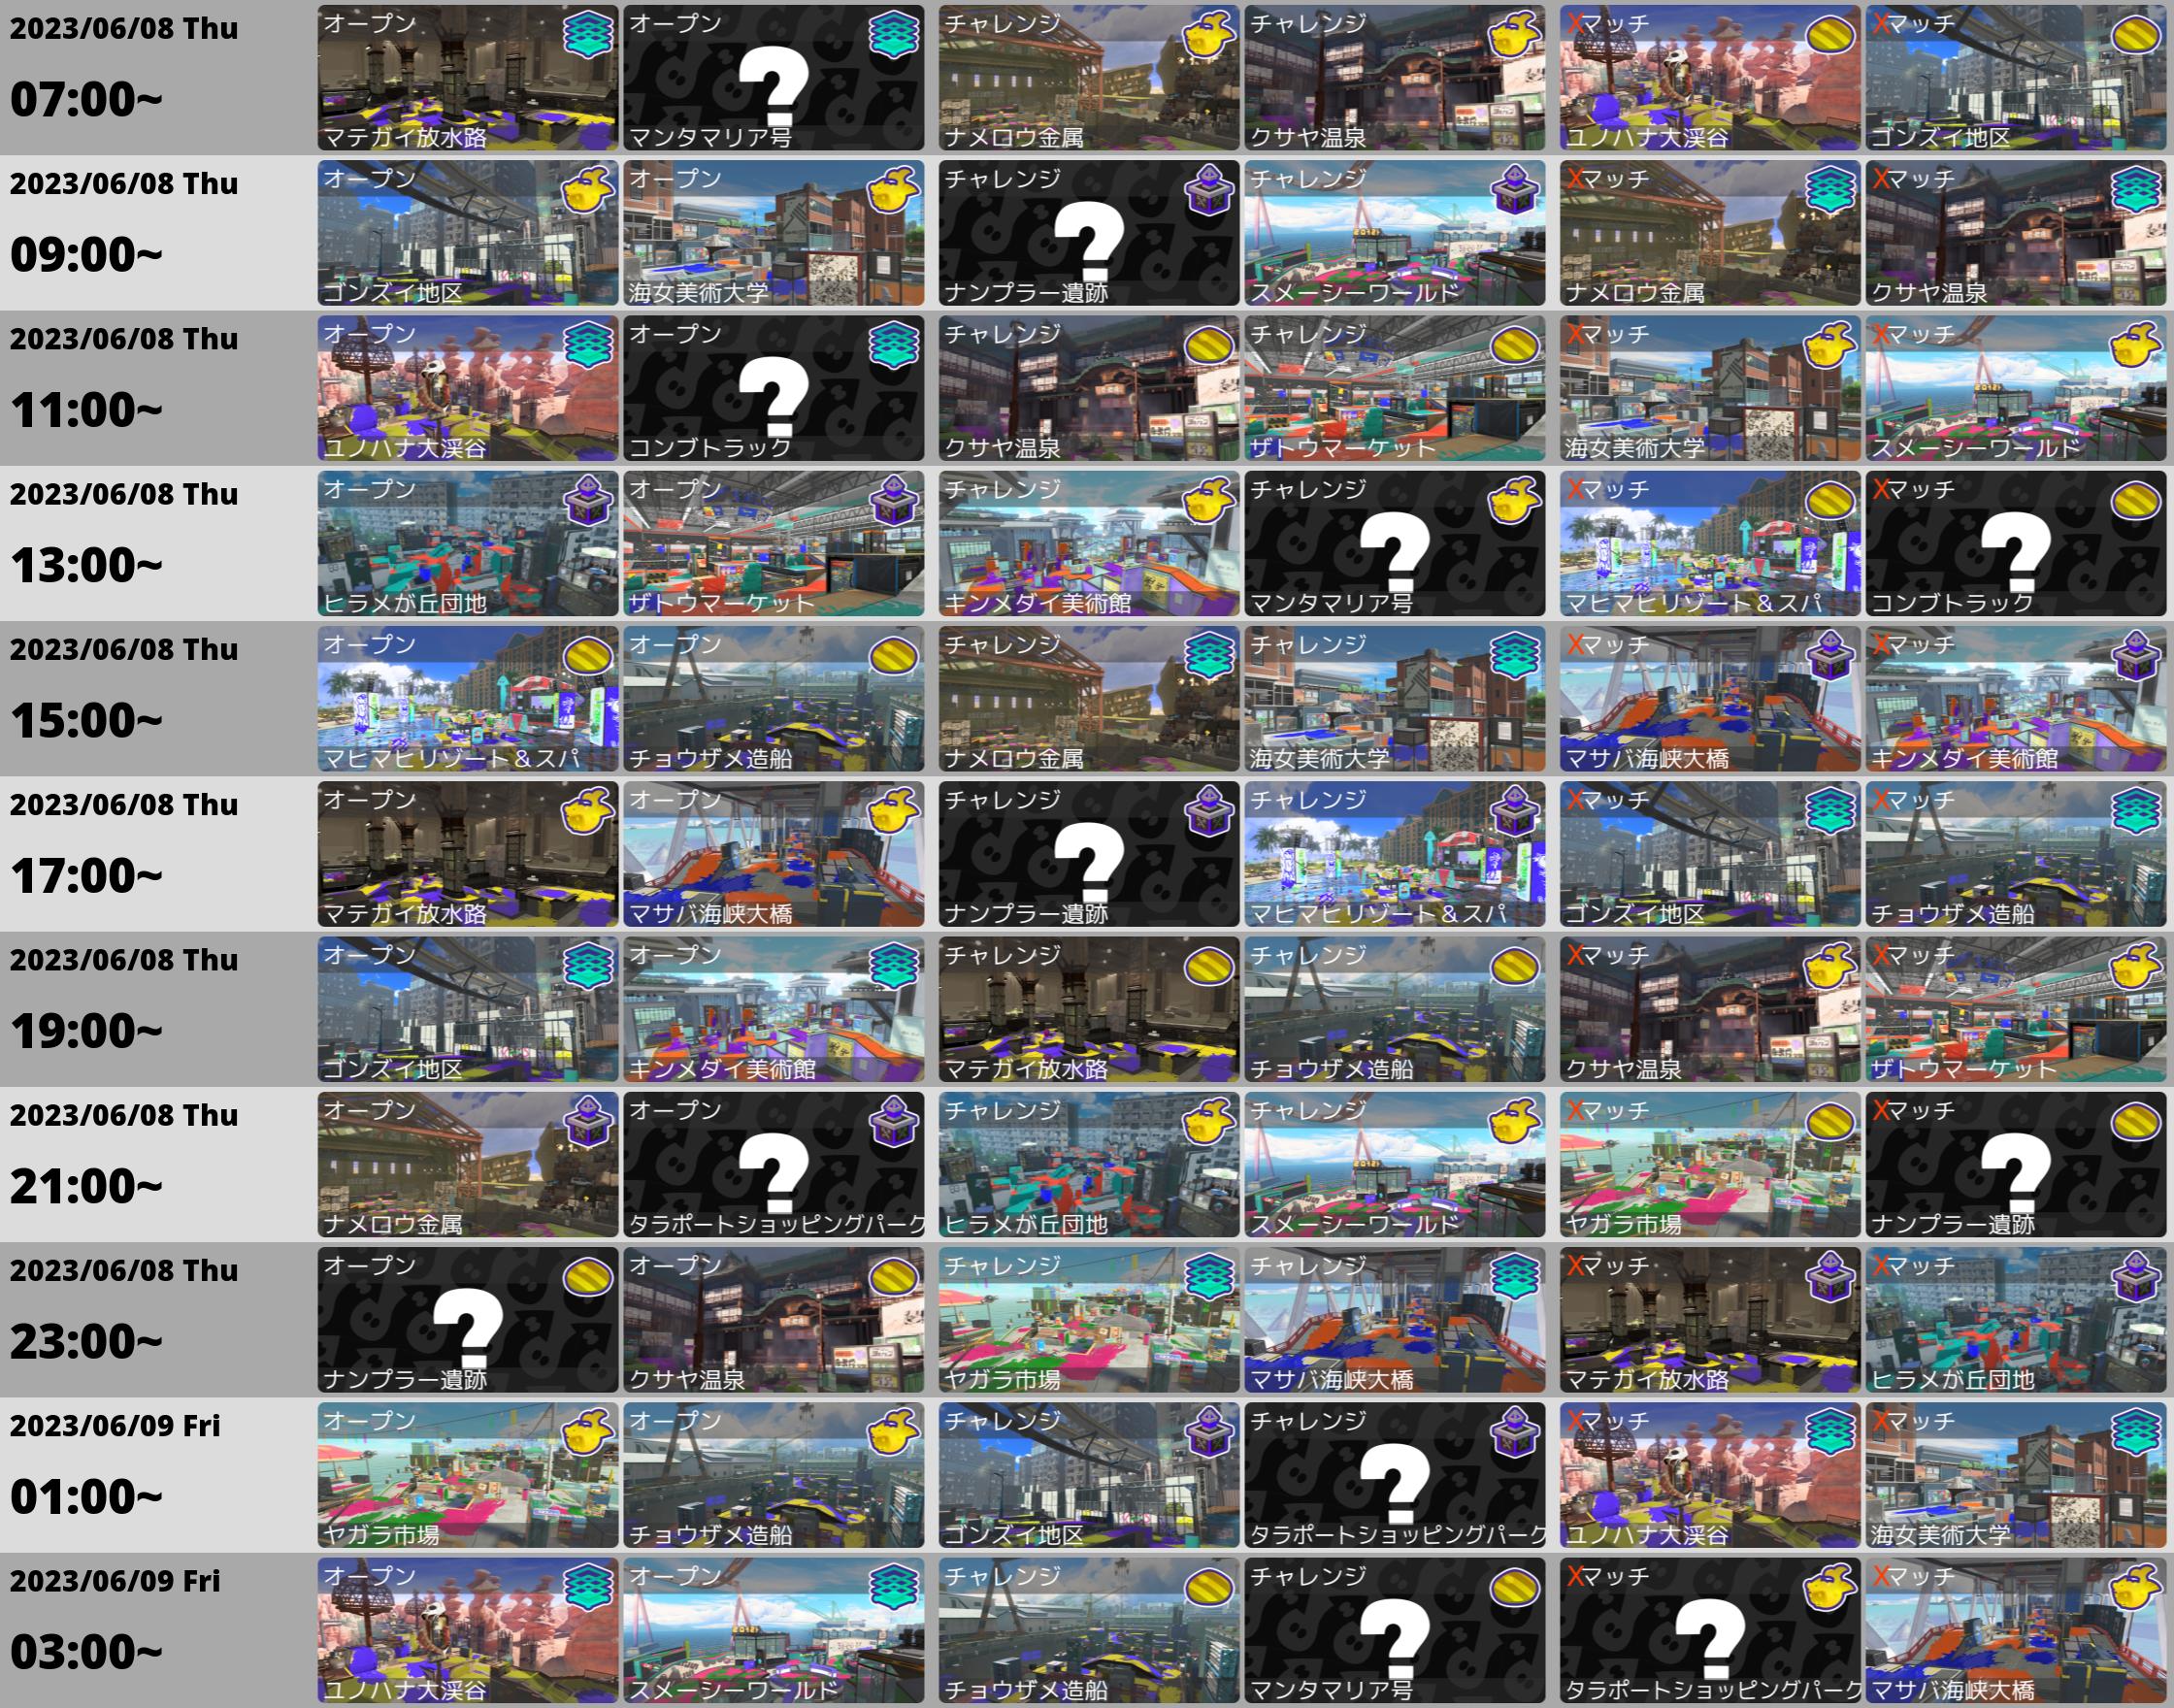 2023/06/08 Thu
07:00~
オープン
マテガイ放水路
オープン
マンタマリア号
チャレンジ
ナメロウ金属
チャレンジ
クサヤ温泉
Xマッチ
ユノハナ大渓谷
Xマッチ
ゴンズイ地区
2023/06/08 Thu
09:00~
オープン
ゴンズイ地区
オープン
海女美術大学
チャレンジ
ナンプラー遺跡
チャレンジ
スメーシーワールド
Xマッチ
ナメロウ金属
Xマッチ
クサヤ温泉
2023/06/08 Thu
11:00~
オープン
ユノハナ大渓谷
オープン
コンブトラック
チャレンジ
クサヤ温泉
チャレンジ
ザトウマーケット
Xマッチ
海女美術大学
Xマッチ
スメーシーワールド
2023/06/08 Thu
13:00~
オープン
ヒラメが丘団地
オープン
ザトウマーケット
チャレンジ
キンメダイ美術館
チャレンジ
マンタマリア号
Xマッチ
マヒマヒリゾート＆スパ
Xマッチ
コンブトラック
2023/06/08 Thu
15:00~
オープン
マヒマヒリゾート＆スパ
オープン
チョウザメ造船
チャレンジ
ナメロウ金属
チャレンジ
海女美術大学
Xマッチ
マサバ海峡大橋
Xマッチ
キンメダイ美術館
2023/06/08 Thu
17:00~
オープン
マテガイ放水路
オープン
マサバ海峡大橋
チャレンジ
ナンプラー遺跡
チャレンジ
マヒマヒリゾート＆スパ
Xマッチ
ゴンズイ地区
Xマッチ
チョウザメ造船
2023/06/08 Thu
19:00~
オープン
ゴンズイ地区
オープン
キンメダイ美術館
チャレンジ
マテガイ放水路
チャレンジ
チョウザメ造船
Xマッチ
クサヤ温泉
Xマッチ
ザトウマーケット
2023/06/08 Thu
21:00~
オープン
ナメロウ金属
オープン
タラポートショッピングパーク
チャレンジ
ヒラメが丘団地
チャレンジ
スメーシーワールド
Xマッチ
ヤガラ市場
Xマッチ
ナンプラー遺跡
2023/06/08 Thu
23:00~
オープン
ナンプラー遺跡
オープン
クサヤ温泉
チャレンジ
ヤガラ市場
チャレンジ
マサバ海峡大橋
Xマッチ
マテガイ放水路
Xマッチ
ヒラメが丘団地
2023/06/09 Fri
01:00~
オープン
ヤガラ市場
オープン
チョウザメ造船
チャレンジ
ゴンズイ地区
チャレンジ
タラポートショッピングパーク
Xマッチ
ユノハナ大渓谷
Xマッチ
海女美術大学
2023/06/09 Fri
03:00~
オープン
ユノハナ大渓谷
オープン
スメーシーワールド
チャレンジ
チョウザメ造船
チャレンジ
マンタマリア号
Xマッチ
タラポートショッピングパーク
Xマッチ
マサバ海峡大橋